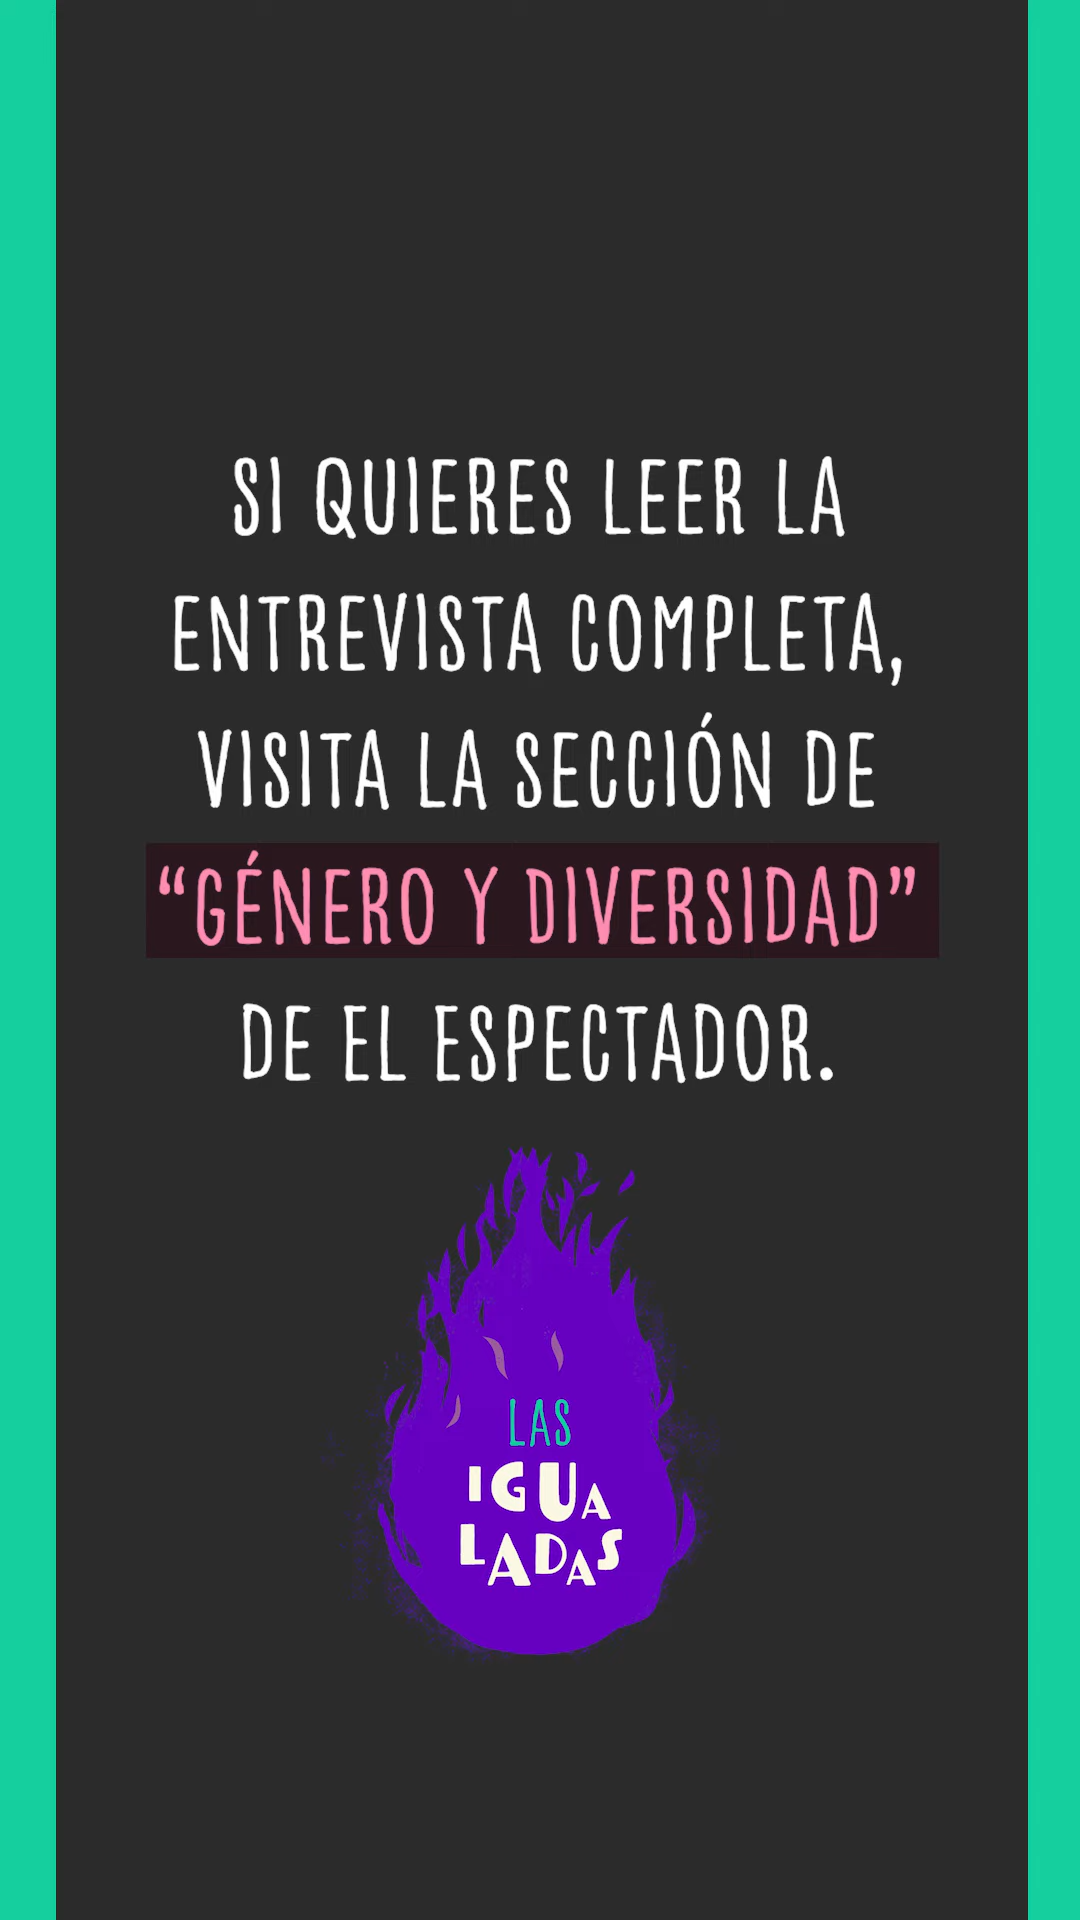 SI QUIERES LEER LA
ENTREVISTA COMPLETA,
VISITA LA SECCIÓN DE
“GÉNERO Y DIVERSIDAD”
DE EL ESPECTADOR.
LAS
IGUA
LADAS